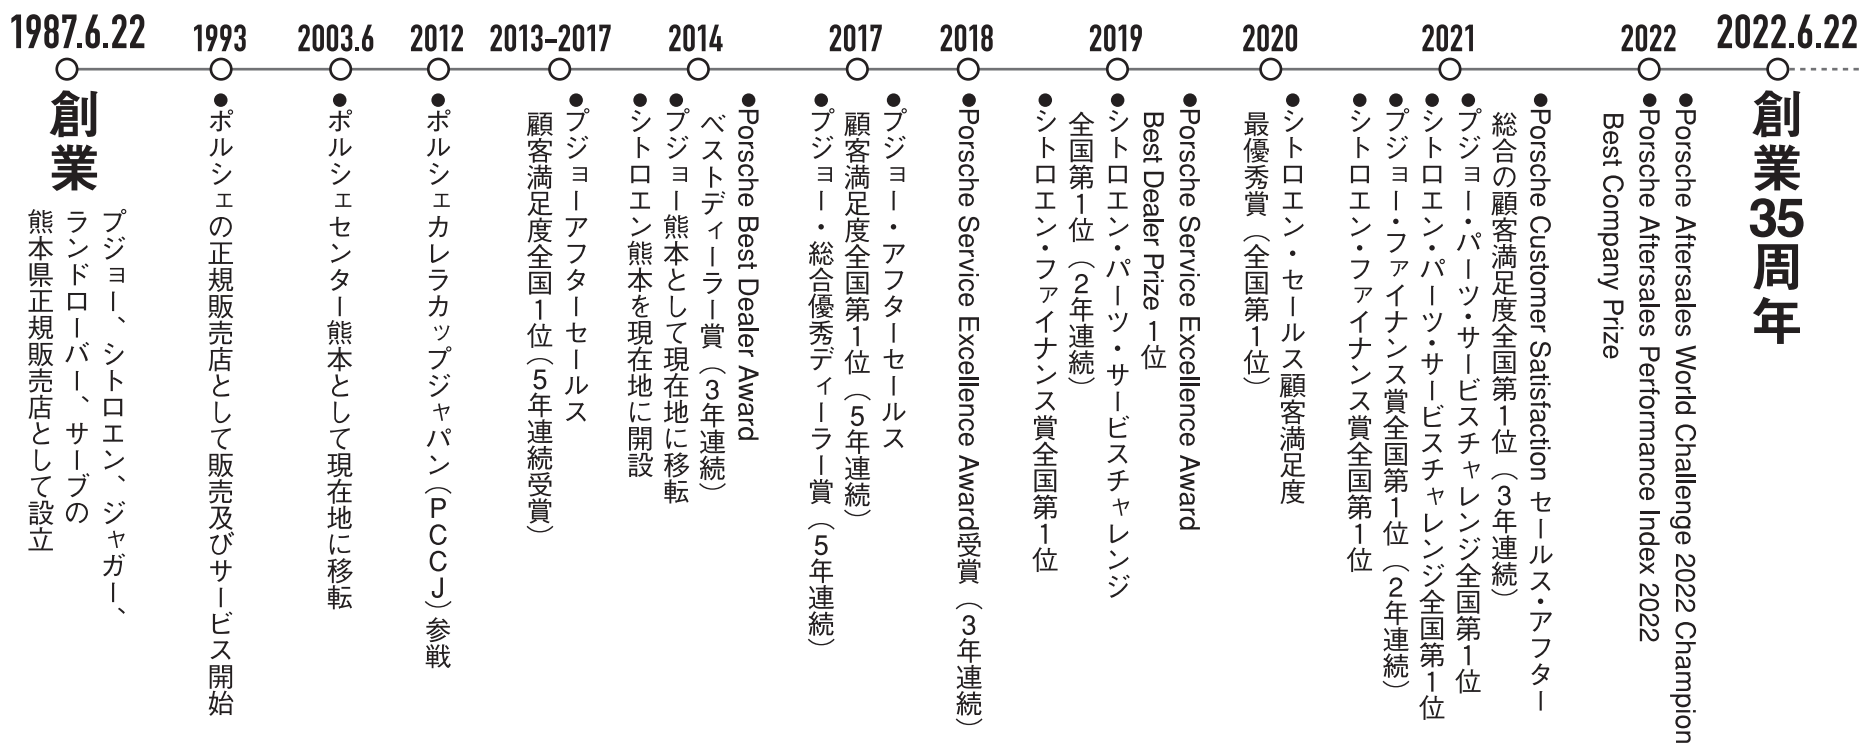 1987.6.22
創業
プジョー、シトロエン、ジャガー、
ランドローバー、サーブの
熊本県正規販売店として設立
1993
●ポルシェの正規販売店として販売及びサービス開始
2003.6
●ポルシェセンター熊本として現在地に移転
2012
●ポルシェカレラカップジャパン（PCCJ）参戦
2013–2017
●プジョーアフターセールス
顧客満足度全国1位（5年連続受賞）
2014
●Porsche Best Dealer Award
ベストディーラー賞（3年連続）
●プジョー熊本として現在地に移転
●シトロエン熊本を現在地に開設
2017
●プジョー・アフターセールス
顧客満足度全国第1位（5年連続）
●プジョー・総合優秀ディーラー賞（5年連続）
2018
●Porsche Service Excellence Award受賞（3年連続）
2019
●Porsche Service Excellence Award
Best Dealer Prize 1位
●シトロエン・パーツ・サービスチャレンジ
全国第1位（2年連続）
●シトロエン・ファイナンス賞全国第1位
2020
●シトロエン・セールス顧客満足度
最優秀賞（全国第1位）
2021
●Porsche Customer Satisfaction セールス・アフター
総合の顧客満足度全国第1位（3年連続）
●プジョー・パーツ・サービスチャレンジ全国第1位
●シトロエン・パーツ・サービスチャレンジ全国第1位
●プジョー・ファイナンス賞全国第1位（2年連続）
●シトロエン・ファイナンス賞全国第1位
2022
●Porsche Aftersales World Challenge 2022 Champion
●Porsche Aftersales Performance Index 2022
Best Company Prize
2022.6.22
創業35周年